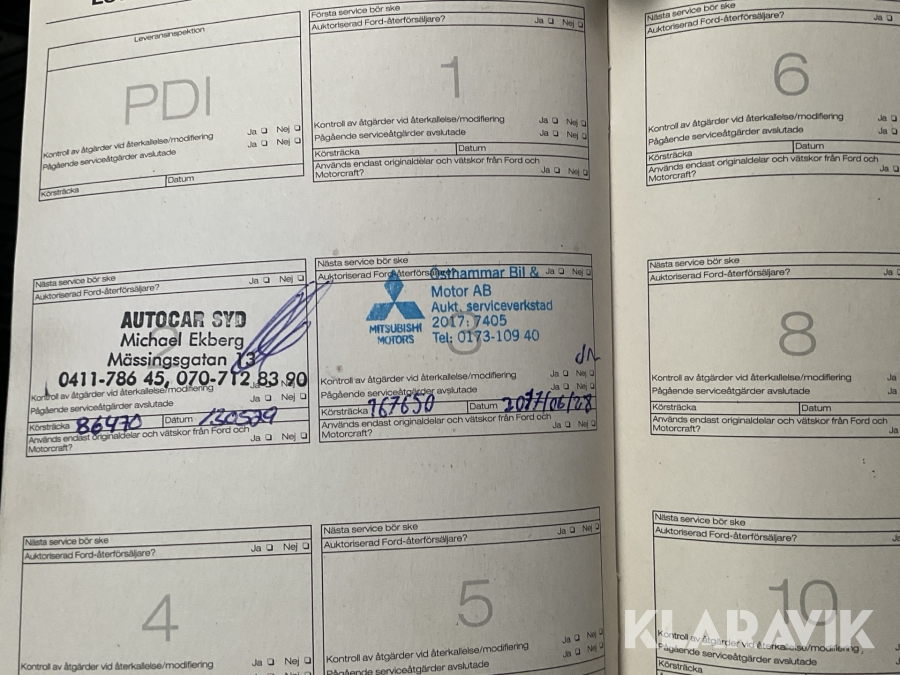 Leveransinspektion
PDI
Kontroll av åtgärder vid återkallelse/modifiering Ja Nej
Pågående serviceåtgärder avslutade Ja Nej
Körsträcka Datum
Första service bör ske
Auktoriserad Ford-återförsäljare? Ja Nej
1
Kontroll av åtgärder vid återkallelse/modifiering Ja Nej
Pågående serviceåtgärder avslutade Ja Nej
Körsträcka Datum
Används endast originaldelar och vätskor från Ford och
Motorcraft? Ja Nej
Nästa service bör ske
Auktoriserad Ford-återförsäljare? Ja Nej
2
AUTOCAR SYD
Michael Ekberg
Mässingsgatan 13
0411-786 45, 070-712 83 90
Kontroll av åtgärder vid återkallelse/modifiering Ja Nej
Pågående serviceåtgärder avslutade Ja Nej
Körsträcka 86470 Datum 130529
Används endast originaldelar och vätskor från Ford och
Motorcraft? Ja Nej
Nästa service bör ske
Auktoriserad Ford-återförsäljare? Ja Nej
3
MITSUBISHI
MOTORS
Östhammar Bil &
Motor AB
Aukt. serviceverkstad
2017: 7405
Tel: 0173-109 40
Kontroll av åtgärder vid återkallelse/modifiering Ja Nej
Pågående serviceåtgärder avslutade Ja Nej
Körsträcka 167650 Datum
Används endast originaldelar och vätskor från Ford och
Motorcraft? Ja Nej
Nästa service bör ske
Auktoriserad Ford-återförsäljare? Ja Nej
4
Kontroll av åtgärder vid återkallelse/modifiering Ja Nej
Nästa service bör ske
Auktoriserad Ford-återförsäljare? Ja Nej
5
Kontroll av åtgärder vid återkallelse/modifiering Ja Nej
Pågående serviceåtgärder avslutade Ja Nej
Nästa service bör ske
Auktoriserad Ford-återförsäljare? Ja
6
Kontroll av åtgärder vid återkallelse/modifiering Ja
Pågående serviceåtgärder avslutade Ja
Körsträcka Datum
Används endast originaldelar och vätskor från Ford och
Motorcraft? Ja
Nästa service bör ske
Auktoriserad Ford-återförsäljare? Ja
8
Kontroll av åtgärder vid återkallelse/modifiering Ja
Pågående serviceåtgärder avslutade Ja
Körsträcka Datum
Används endast originaldelar och vätskor från Ford och
Motorcraft? Ja
Nästa service bör ske
Auktoriserad Ford-återförsäljare?
10
Kontroll av åtgärder vid återkallelse/modifiering
Pågående serviceåtgärder avslutade
Körsträcka
KLARAVIK